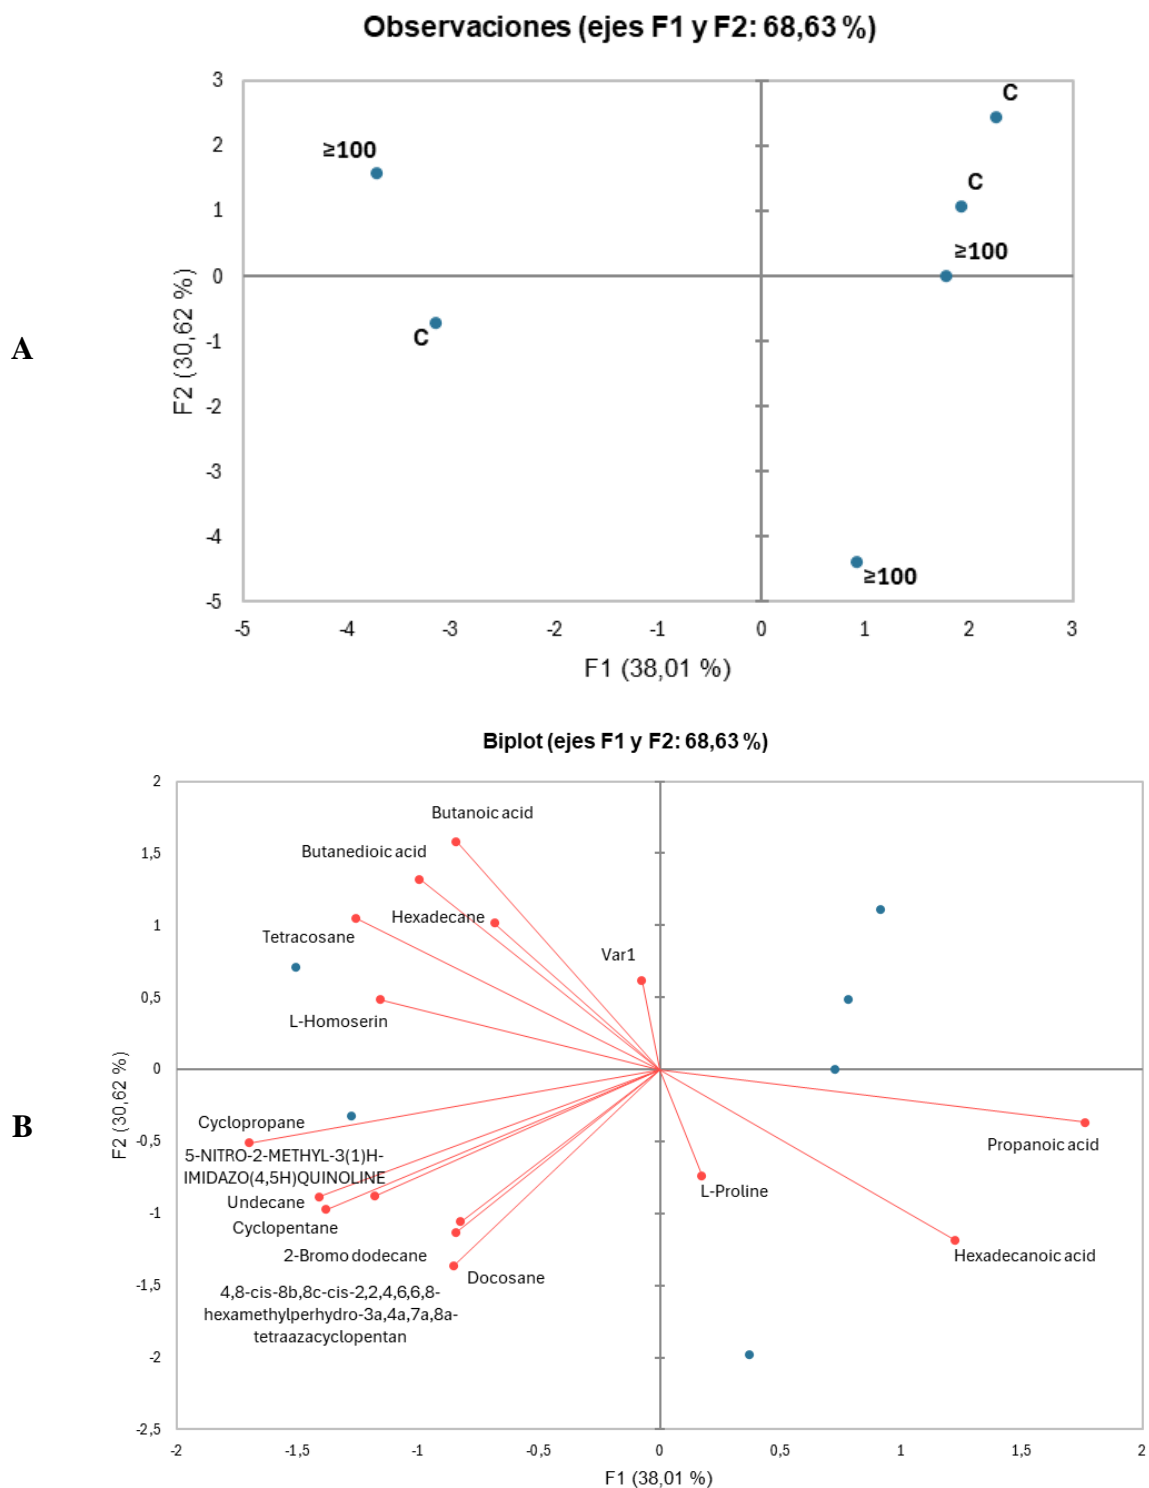 Observaciones (ejes F1 y F2: 68,63 %)
3
2
1
0
-1
-2
-3
-4
-5
F2 (30,62 %)
≥100
C
C
C
≥100
≥100
A
-5
-4
-3
-2
-1
0
1
2
3
F1 (38,01 %)
Biplot (ejes F1 y F2: 68,63 %)
2
1,5
1
0,5
0
-0,5
-1
-1,5
-2
-2,5
F2 (30,62 %)
B
Butanoic acid
Butanedioic acid
Hexadecane
Tetracosane
Var1
L-Homoserin
Cyclopropane
5-NITRO-2-METHYL-3(1)H-
IMIDAZO(4,5H)QUINOLINE
Undecane
Cyclopentane
2-Bromo dodecane
Docosane
4,8-cis-8b,8c-cis-2,2,4,6,6,8-
hexamethylperhydro-3a,4a,7a,8a-
tetraazacyclopentan
Propanoic acid
L-Proline
Hexadecanoic acid
-2
-1,5
-1
-0,5
0
0,5
1
1,5
2
F1 (38,01 %)